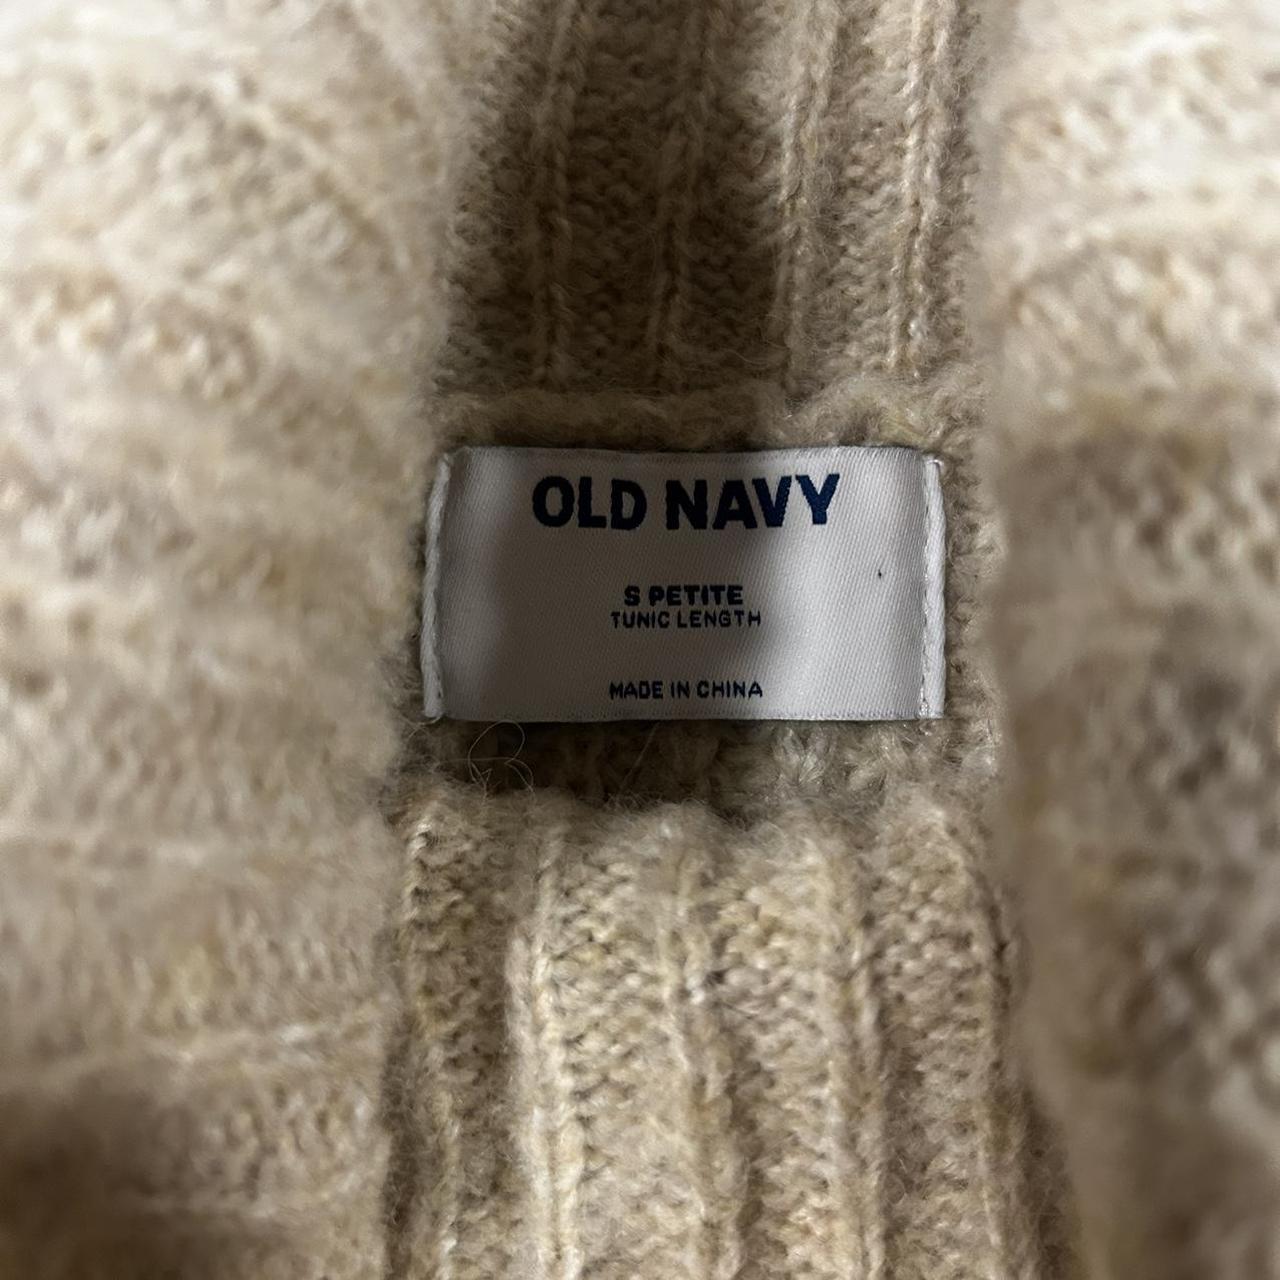 OLD NAVY
S PETITE
TUNIC LENGTH
MADE IN CHINA